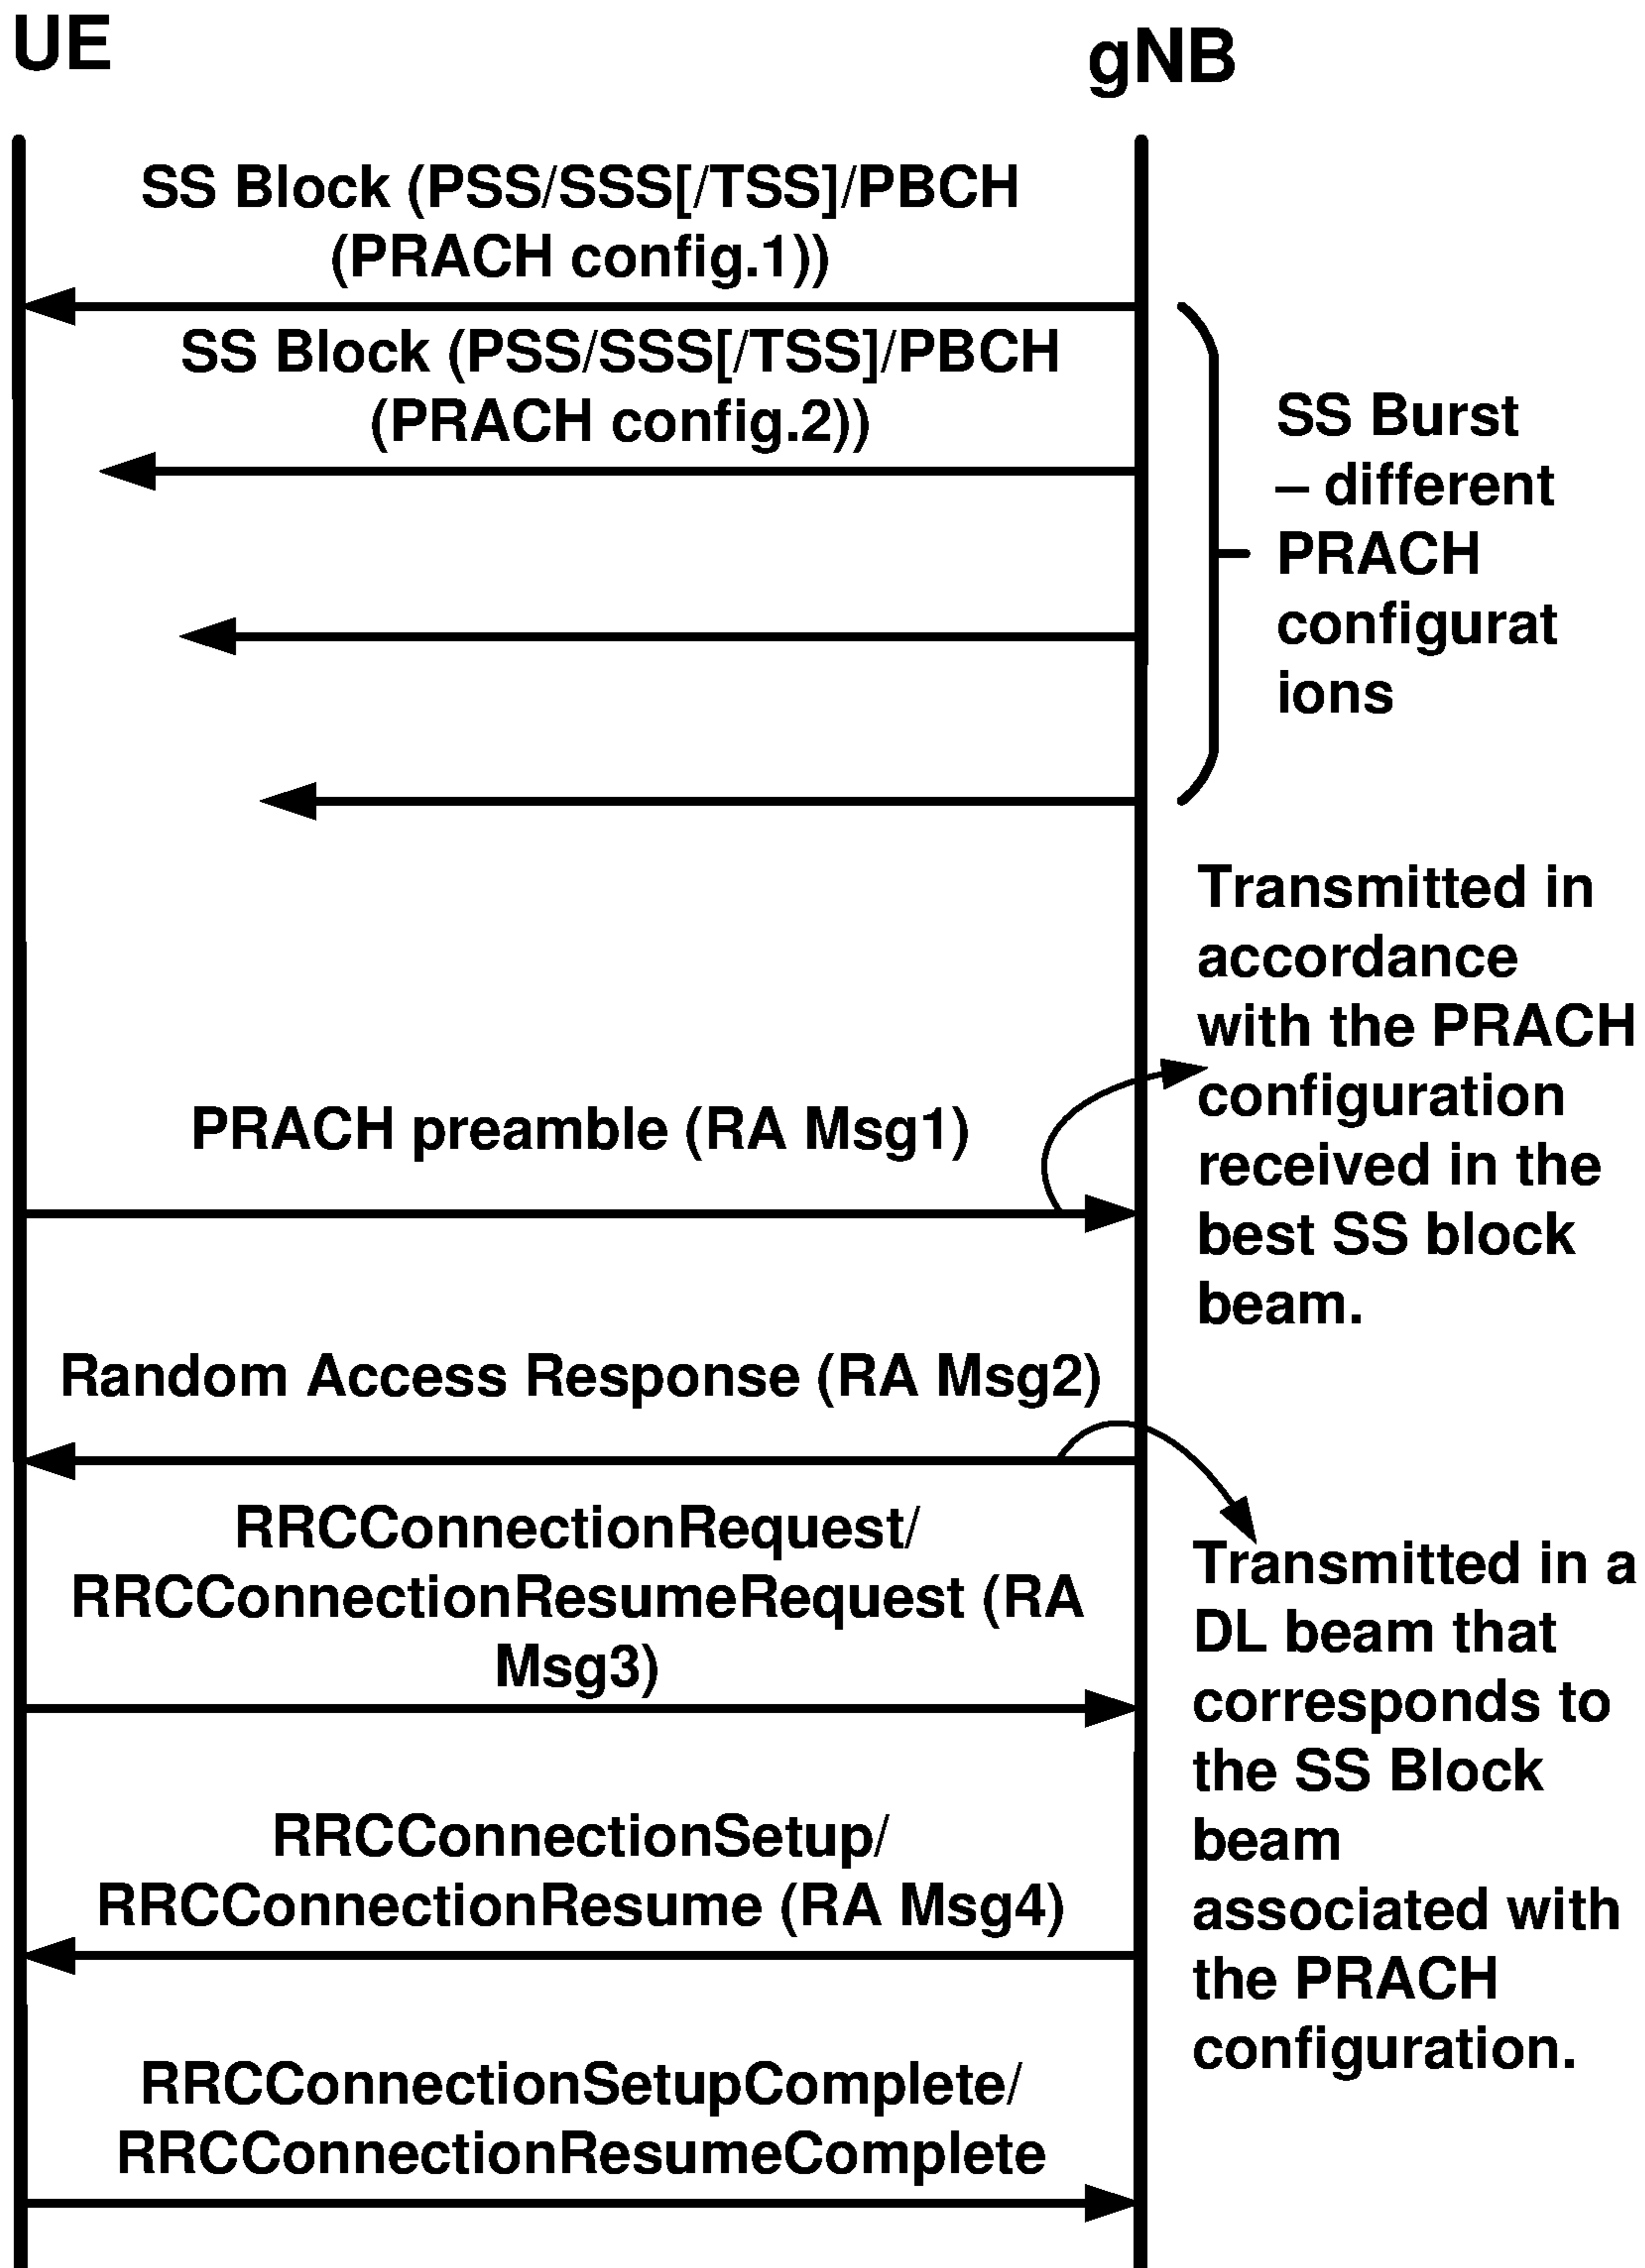 UE
gNB
SS Block (PSS/SSS[/TSS]/PBCH
(PRACH config.1))
SS Block (PSS/SSS[/TSS]/PBCH
(PRACH config.2))
SS Burst
– different
PRACH
configurat
ions
Transmitted in
accordance
with the PRACH
configuration
received in the
best SS block
beam.
PRACH preamble (RA Msg1)
Random Access Response (RA Msg2)
RRCConnectionRequest/
RRCConnectionResumeRequest (RA
Msg3)
Transmitted in a
DL beam that
corresponds to
the SS Block
beam
associated with
the PRACH
configuration.
RRCConnectionSetup/
RRCConnectionResume (RA Msg4)
RRCConnectionSetupComplete/
RRCConnectionResumeComplete